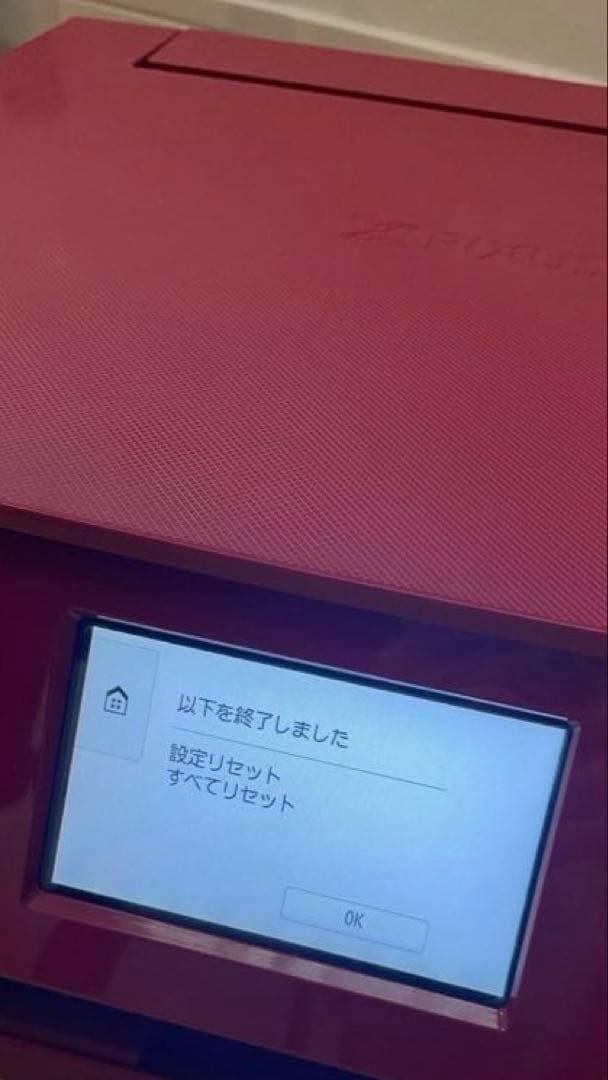 以下を終了しました
設定リセット
すべてリセット
OK